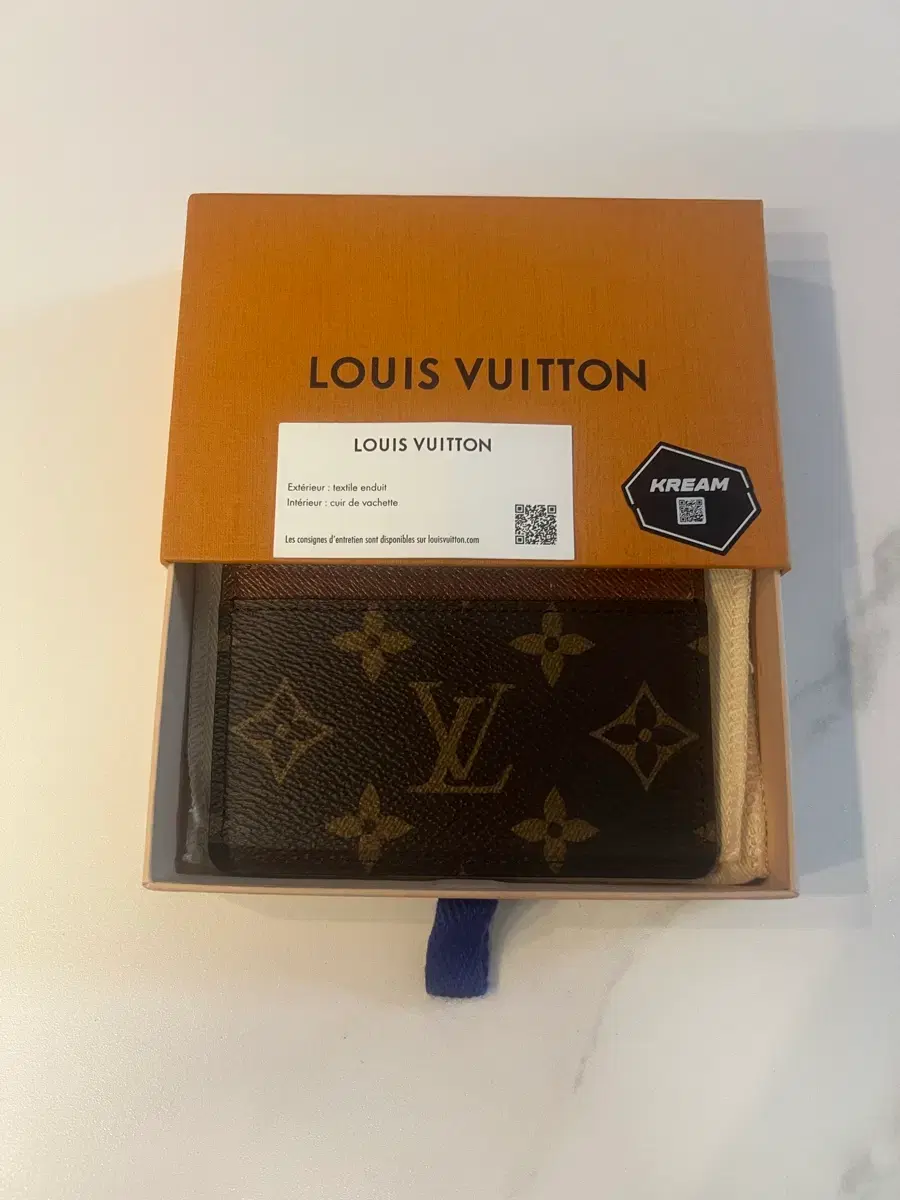 LOUIS VUITTON
LOUIS VUITTON
Extérieur : textile enduit
Intérieur : cuir de vachette
Les consignes d'entretien sont disponibles sur louisvuitton.com
KREAM
LV